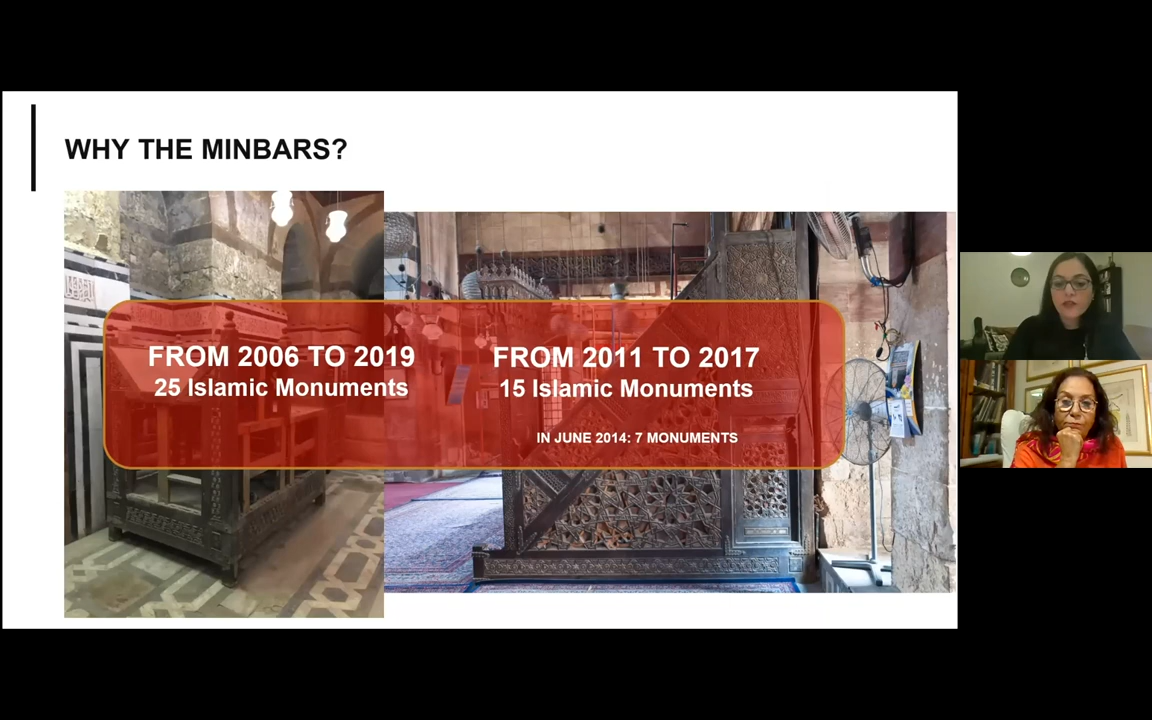 WHY THE MINBARS?
FROM 2006 TO 2019
25 Islamic Monuments
FROM 2011 TO 2017
15 Islamic Monuments
IN JUNE 2014: 7 MONUMENTS